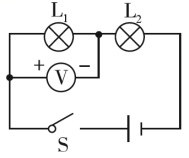 L₁ L₂
+ V −
S